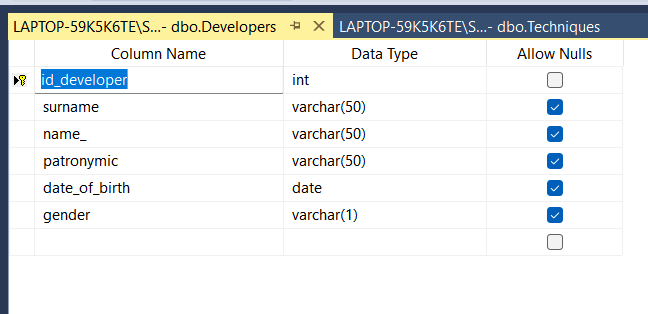 LAPTOP-59K5K6TE\S...- dbo.Developers LAPTOP-59K5K6TE\S...- dbo.Techniques
Column Name Data Type Allow Nulls
id_developer int
surname varchar(50)
name_ varchar(50)
patronymic varchar(50)
date_of_birth date
gender varchar(1)